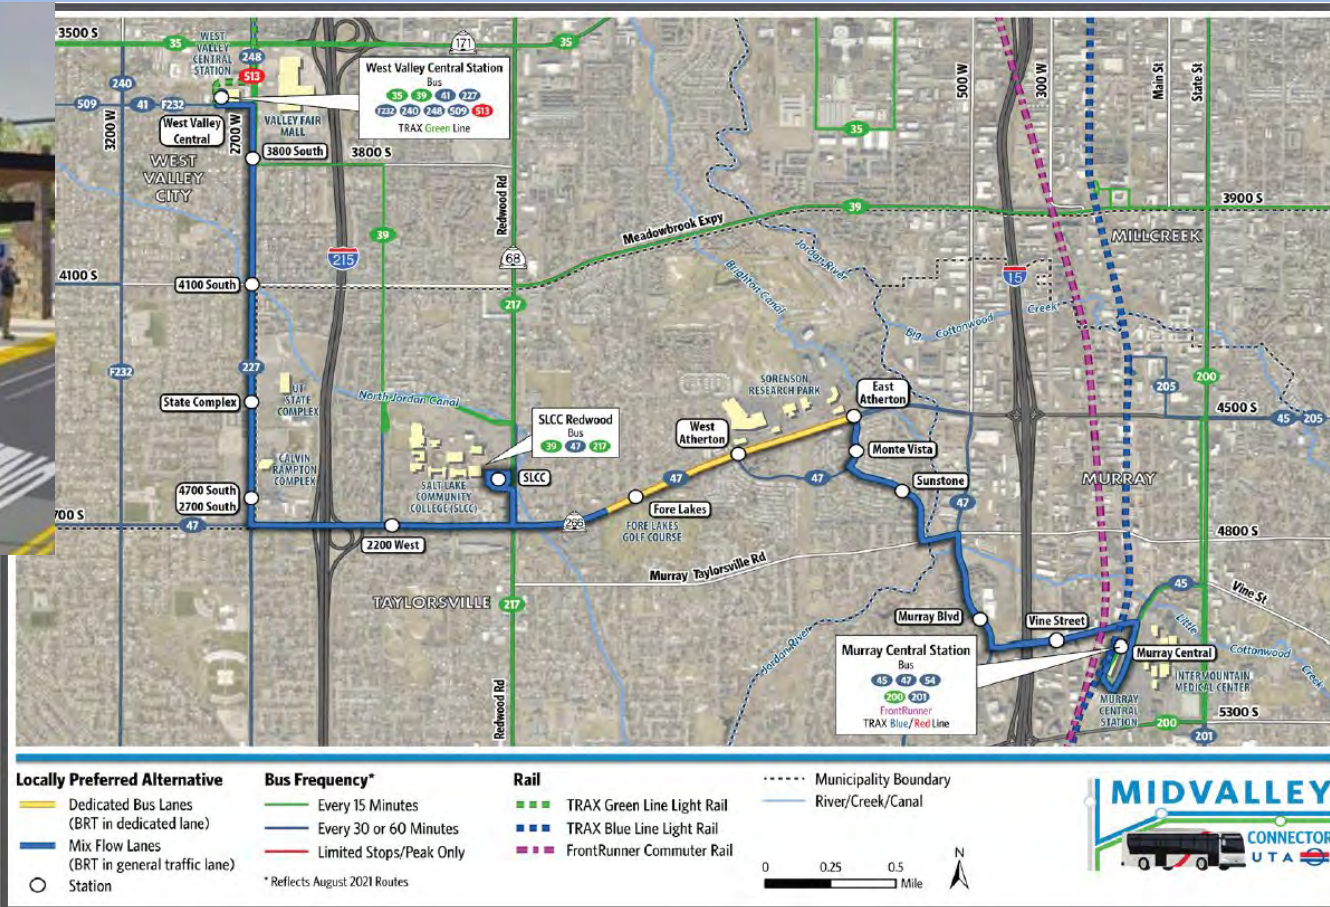 3500 S
35
WEST
VALLEY
CENTRAL
STATION
248
513
171
35
240
509
41
F232
3200 W
West Valley
Central
2700 W
VALLEY FAIR
MALL
West Valley Central Station
Bus
35 39 41 227
F232 240 248 509 513
TRAX Green Line
WEST
VALLEY
CITY
3800 South
3800 S
Redwood Rd
39
215
68
Meadowbrook Expy
39
35
500 W
300 W
Main St
State St
3900 S
MILLCREEK
15
Jordan River
Brighton Canal
Big Cottonwood Creek
4100 S
4100 South
217
F232
227
State Complex
UT
STATE
COMPLEX
North Jordan Canal
CALVIN
RAMPTON
COMPLEX
4700 South
2700 South
700 S
47
2200 West
SALT LAKE
COMMUNITY
COLLEGE (SLCC)
SLCC Redwood
Bus
39 47 217
SLCC
266
Fore Lakes
FORE LAKES
GOLF COURSE
47
West
Atherton
SORENSON
RESEARCH PARK
East
Atherton
Monte Vista
47
Sunstone
47
205
200
4500 S
45 205
MURRAY
4800 S
Murray Taylorsville Rd
TAYLORSVILLE
217
Redwood Rd
Jordan River
Murray Blvd
Vine Street
45
Vine St
Little Cottonwood Creek
Murray Central
INTERMOUNTAIN
MEDICAL CENTER
MURRAY
CENTRAL
STATION
200
5300 S
201
Murray Central Station
Bus
45 47 54
200 201
FrontRunner
TRAX Blue/Red Line
Locally Preferred Alternative
Dedicated Bus Lanes
(BRT in dedicated lane)
Mix Flow Lanes
(BRT in general traffic lane)
Station
Bus Frequency*
Every 15 Minutes
Every 30 or 60 Minutes
Limited Stops/Peak Only
* Reflects August 2021 Routes
Rail
TRAX Green Line Light Rail
TRAX Blue Line Light Rail
FrontRunner Commuter Rail
Municipality Boundary
River/Creek/Canal
0 0.25 0.5
Mile
N
MIDVALLEY
CONNECTOR
UTA